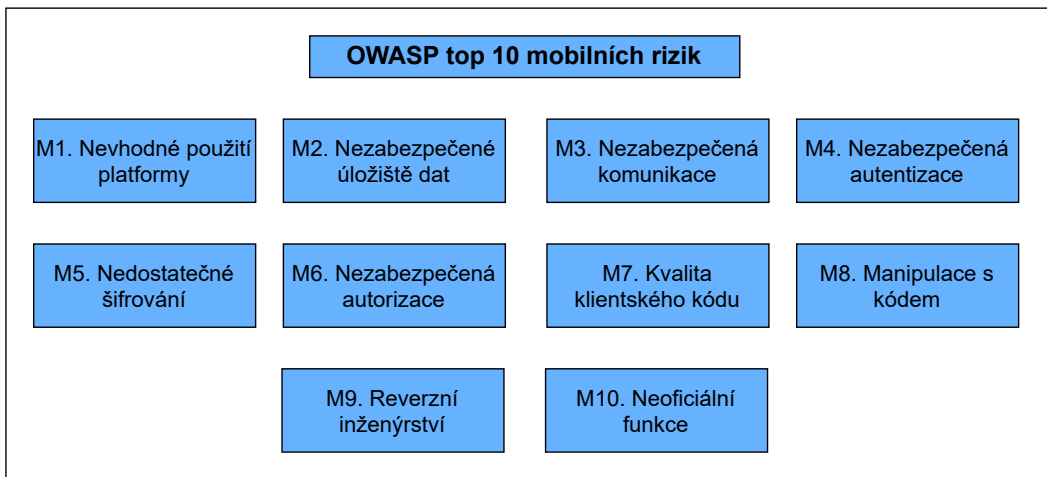 OWASP top 10 mobilních rizik
M1. Nevhodné použití
platformy
M2. Nezabezpečené
úložiště dat
M3. Nezabezpečená
komunikace
M4. Nezabezpečená
autentizace
M5. Nedostatečné
šifrování
M6. Nezabezpečená
autorizace
M7. Kvalita
klientského kódu
M8. Manipulace s
kódem
M9. Reverzní
inženýrství
M10. Neoficiální
funkce